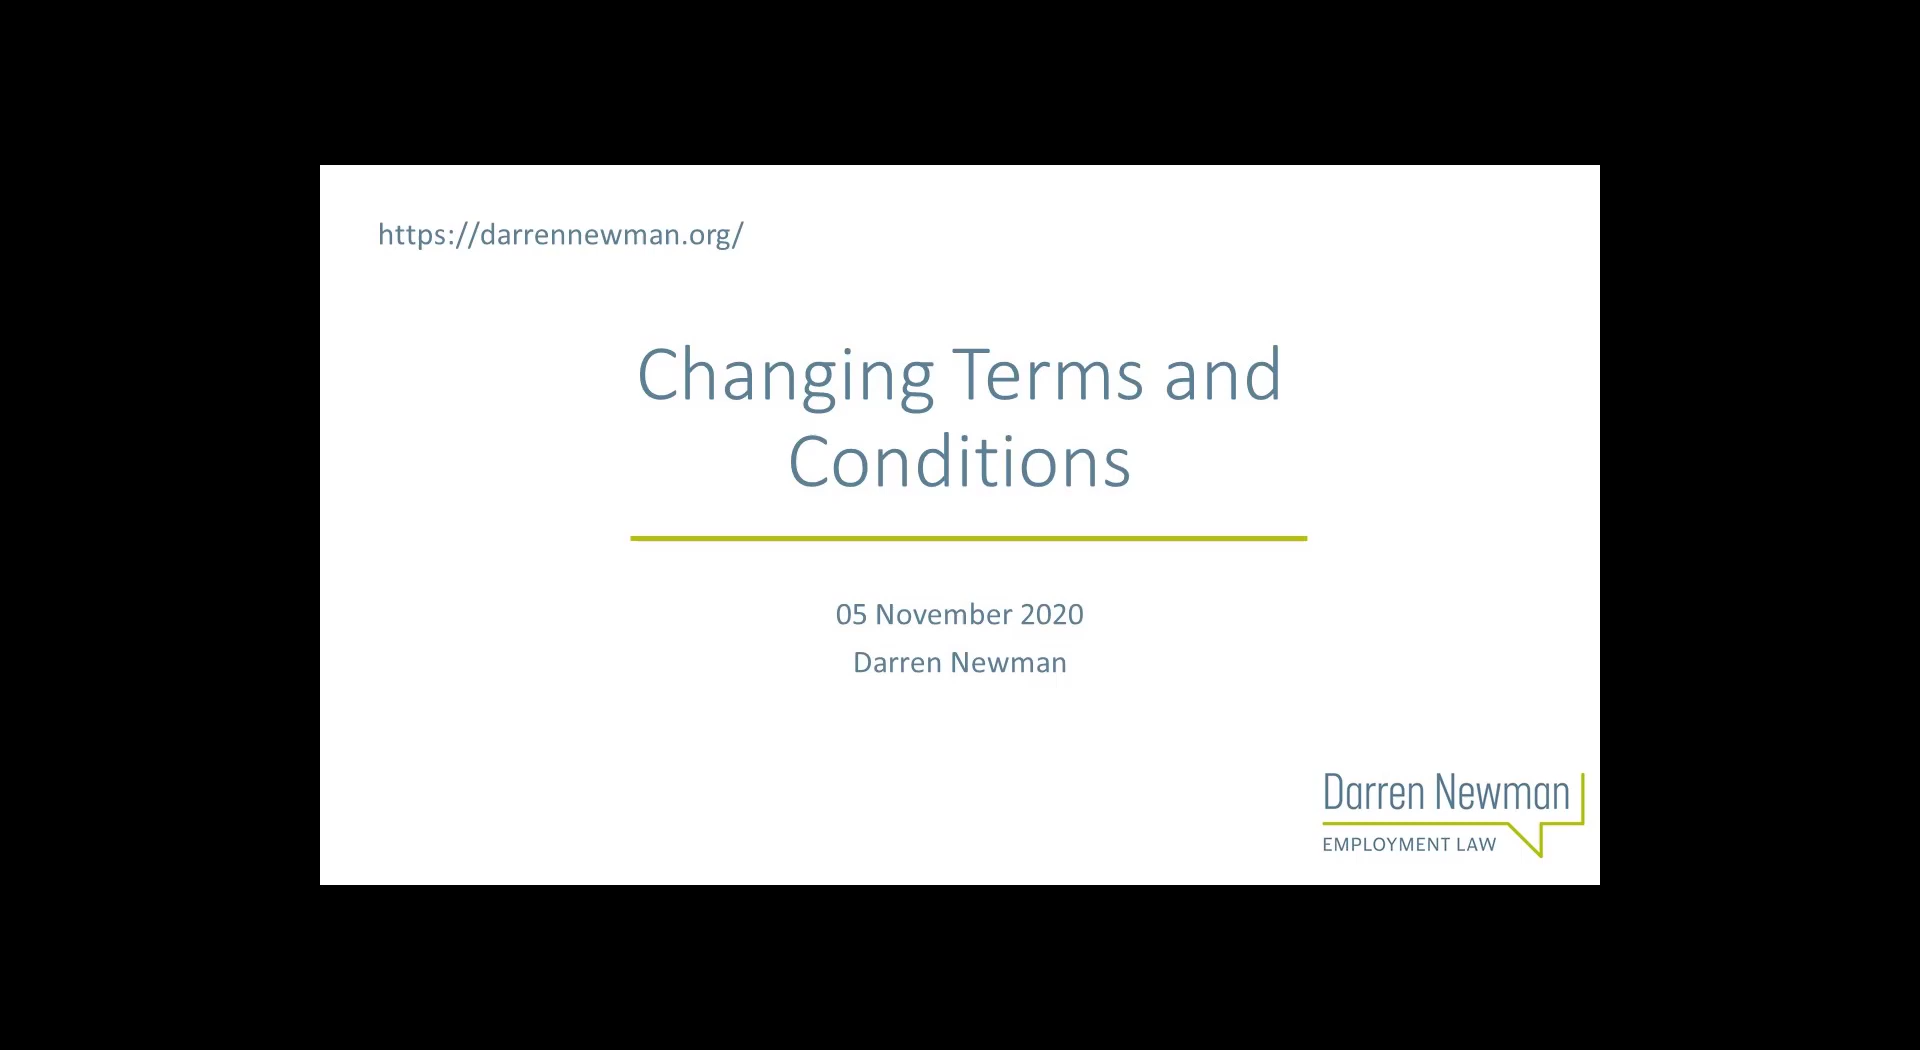 https://darrennewman.org/
Changing Terms and
Conditions
05 November 2020
Darren Newman
Darren Newman
EMPLOYMENT LAW